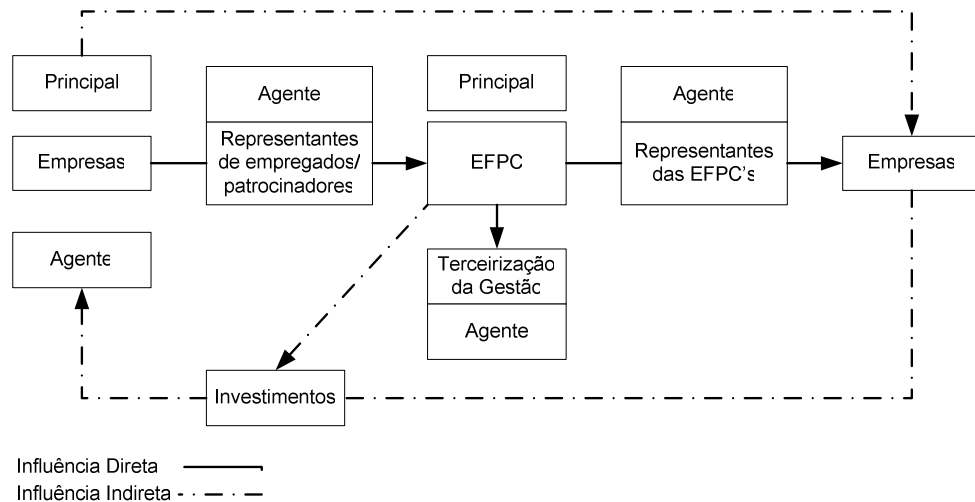 Principal
Agente
Principal
Agente
Empresas
Representantes
de empregados/
patrocinadores
EFPC
Representantes
das EFPC's
Empresas
Agente
Terceirização
da Gestão
Agente
Investimentos
Influência Direta
Influência Indireta